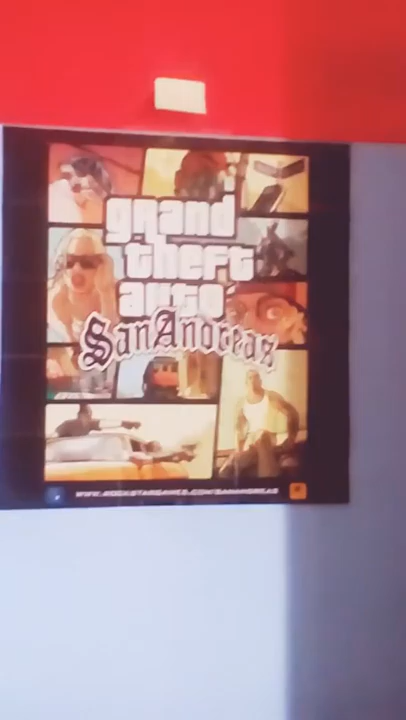 grand
theft
auto
San Andreas
WWW.ROCKSTARGAMES.COM/SANANDREAS